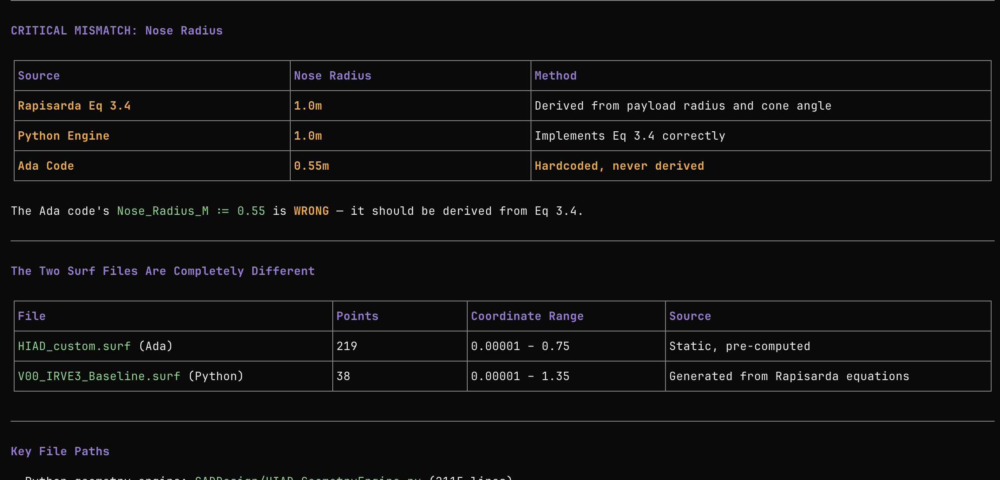 CRITICAL MISMATCH: Nose Radius
Source Nose Radius Method
Rapisarda Eq 3.4 1.0m Derived from payload radius and cone angle
Python Engine 1.0m Implements Eq 3.4 correctly
Ada Code 0.55m Hardcoded, never derived
The Ada code's Nose_Radius_M := 0.55 is WRONG — it should be derived from Eq 3.4.
The Two Surf Files Are Completely Different
File Points Coordinate Range Source
HIAD_custom.surf (Ada) 219 0.00001 – 0.75 Static, pre-computed
V00_IRVE3_Baseline.surf (Python) 38 0.00001 – 1.35 Generated from Rapisarda equations
Key File Paths
Python geometry engine: CADDesign/HIAD_GeometryEngine.py (2115 lines)